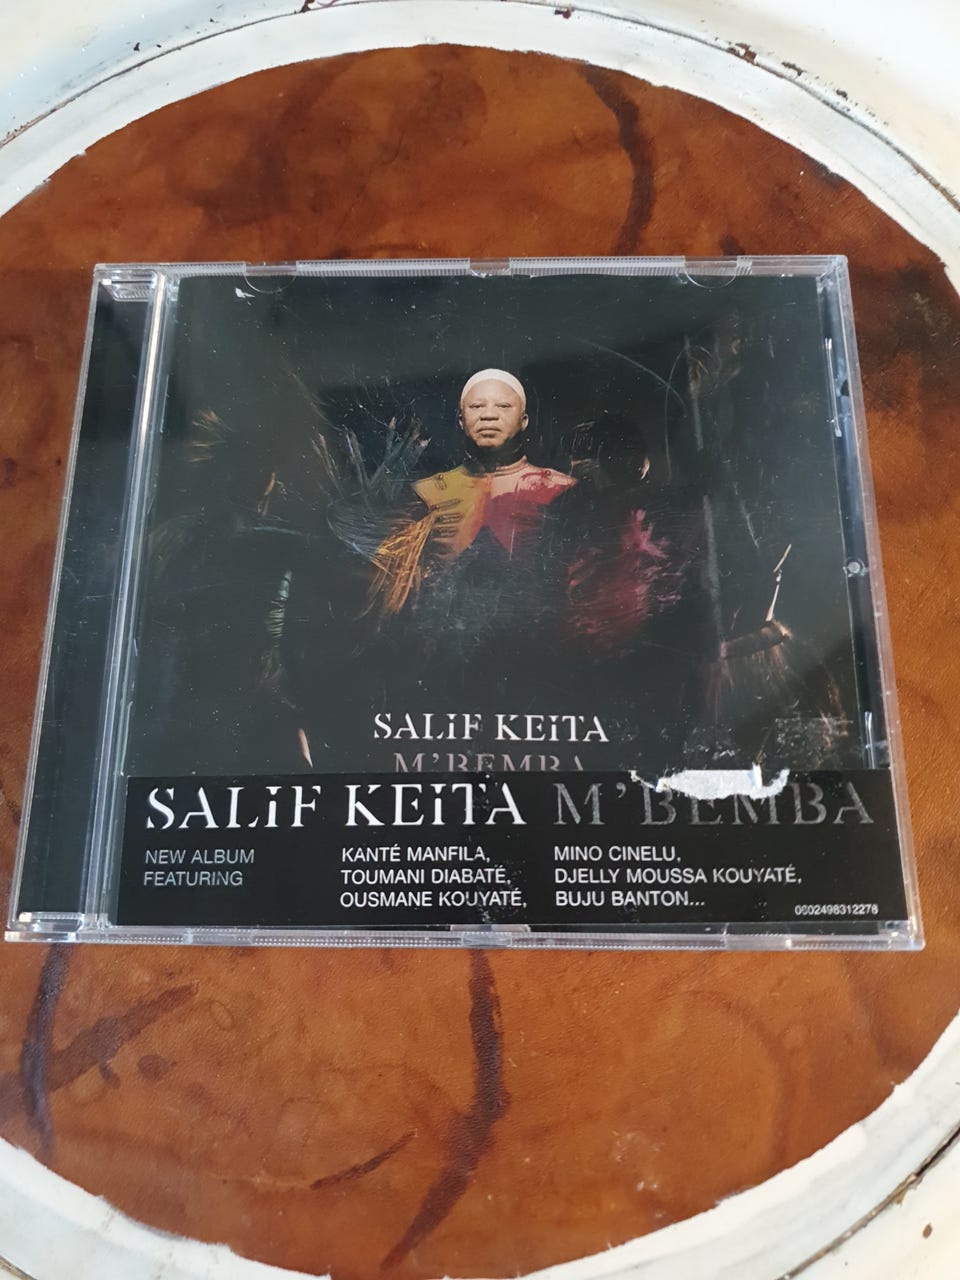 SALiF KEiTA
M'BEMBA
SALiF KEiTA M'BEMBA
NEW ALBUM
FEATURING
KANTÉ MANFILA,
TOUMANI DIABATÉ,
OUSMANE KOUYATÉ,
MINO CINELU,
DJELLY MOUSSA KOUYATÉ,
BUJU BANTON...
0602498312278